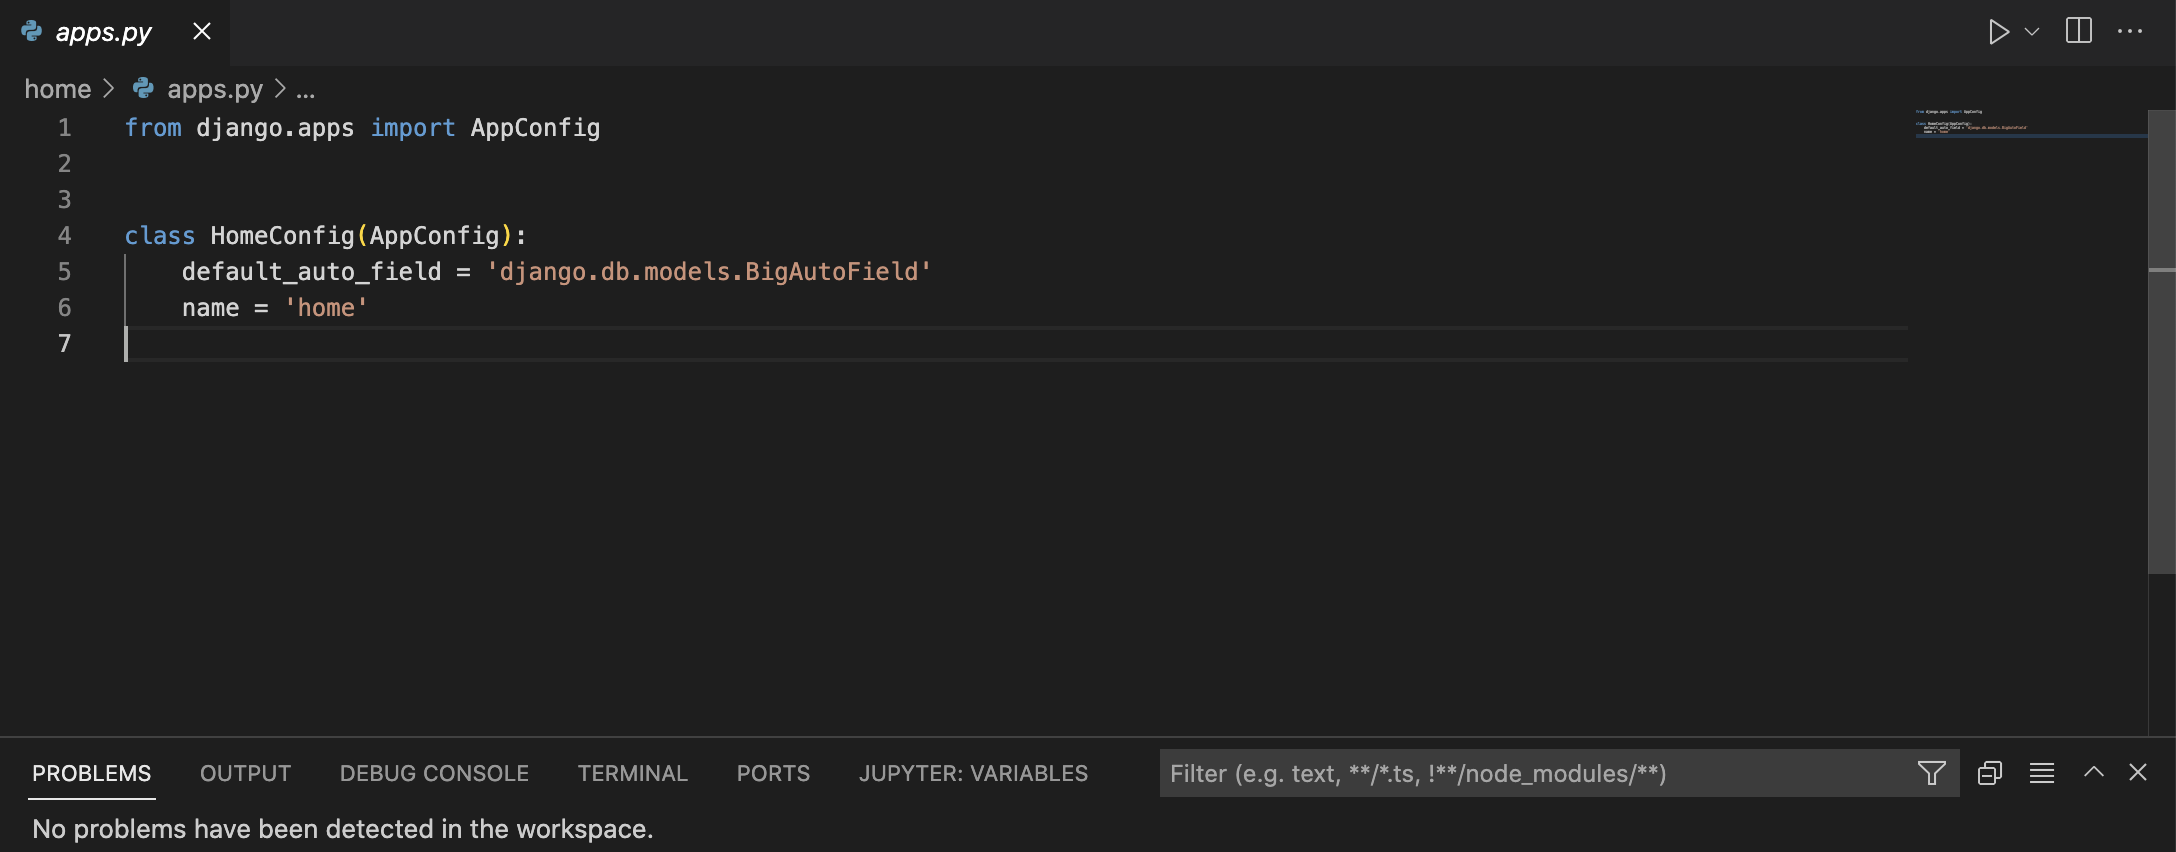 apps.py
home > apps.py > ...
1 from django.apps import AppConfig
2
3
4 class HomeConfig(AppConfig):
5     default_auto_field = 'django.db.models.BigAutoField'
6     name = 'home'
7
PROBLEMS OUTPUT DEBUG CONSOLE TERMINAL PORTS JUPYTER: VARIABLES Filter (e.g. text, **/*.ts, !**/node_modules/**)
No problems have been detected in the workspace.